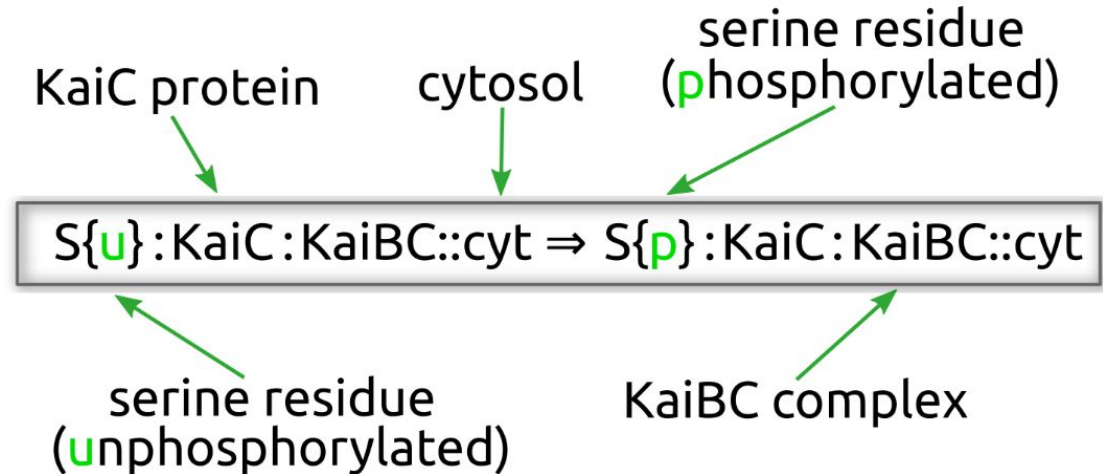 serine residue
KaiC protein
cytosol
(phosphorylated)
S{u}:KaiC:KaiBC::cyt ⇒ S{p}:KaiC:KaiBC::cyt
serine residue
KaiBC complex
(unphosphorylated)